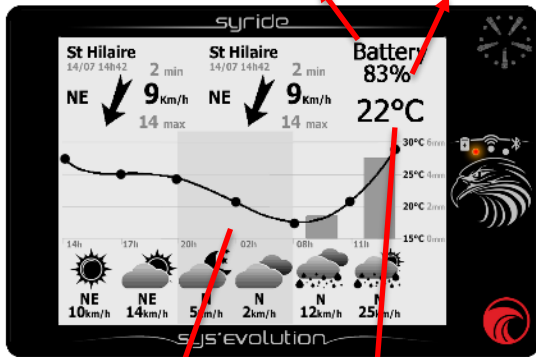 syride
St Hilaire St Hilaire Battery
14/07 14h42 14/07 14h42 83%
2 min 2 min
NE 9Km/h NE 9Km/h 22°C
14 max 14 max
30°C 6mm
25°C 4mm
20°C 2mm
15°C 0mm
14h 17h 20h 02h 08h 11h
NE NE N N N N
10km/h 14km/h 5km/h 2km/h 12km/h 25km/h
sys'evolution